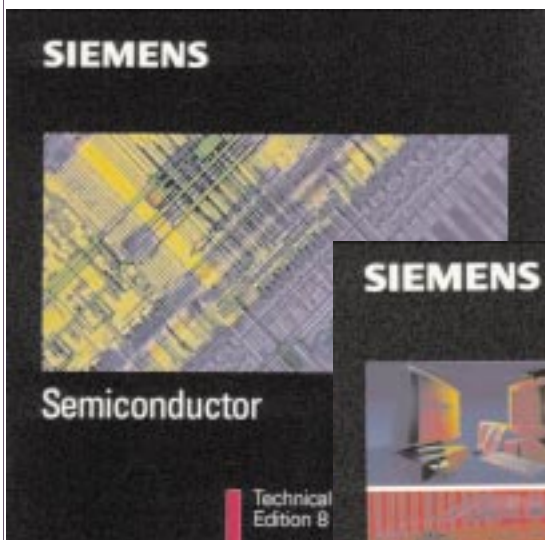 SIEMENS
Semiconductor
Technical
Edition 8
SIEMENS